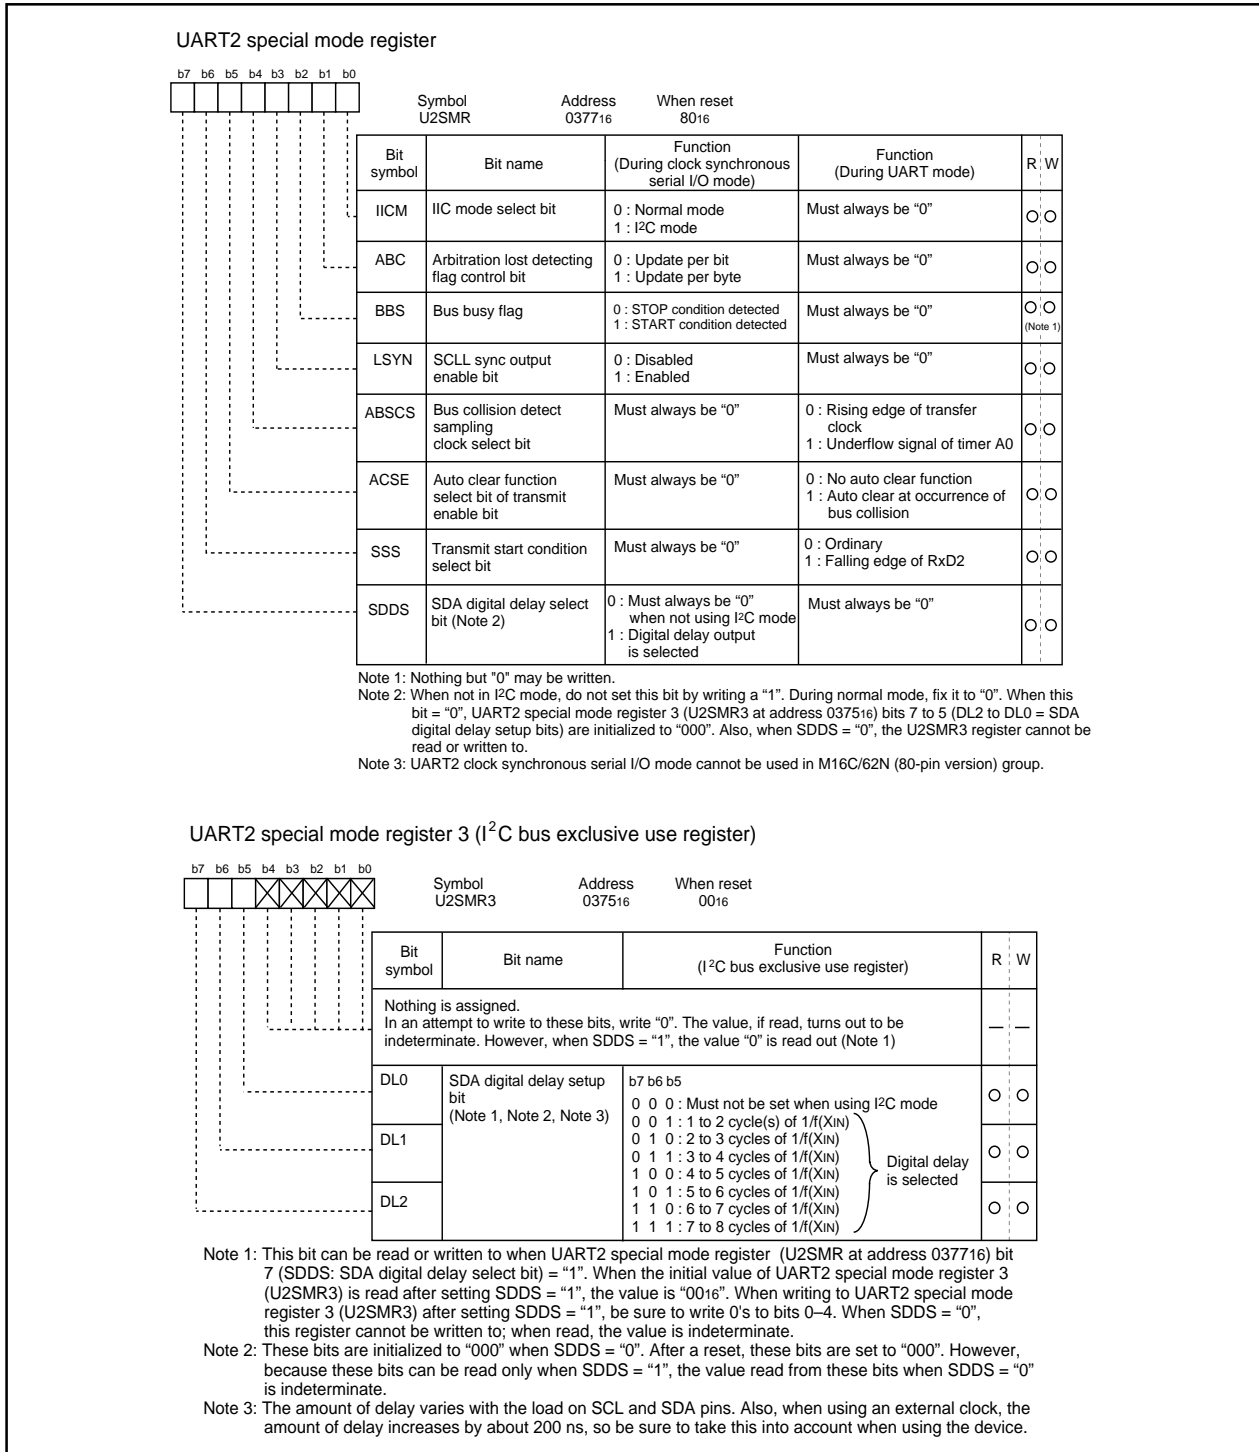 UART2 special mode register
b7 b6 b5 b4 b3 b2 b1 b0
Symbol Address When reset
U2SMR 037716 8016
Bit symbol Bit name Function (During clock synchronous serial I/O mode) Function (During UART mode) R W
IICM IIC mode select bit 0 : Normal mode Must always be “0”
1 : I2C mode
ABC Arbitration lost detecting 0 : Update per bit Must always be “0”
flag control bit 1 : Update per byte
BBS Bus busy flag 0 : STOP condition detected Must always be “0”
1 : START condition detected (Note 1)
LSYN SCLL sync output 0 : Disabled Must always be “0”
enable bit 1 : Enabled
ABSCS Bus collision detect Must always be “0” 0 : Rising edge of transfer
sampling clock
clock select bit 1 : Underflow signal of timer A0
ACSE Auto clear function Must always be “0” 0 : No auto clear function
select bit of transmit 1 : Auto clear at occurrence of
enable bit bus collision
SSS Transmit start condition Must always be “0” 0 : Ordinary
select bit 1 : Falling edge of RxD2
SDDS SDA digital delay select 0 : Must always be “0” Must always be “0”
bit (Note 2) when not using I2C mode
1 : Digital delay output
is selected
Note 1: Nothing but "0" may be written.
Note 2: When not in I2C mode, do not set this bit by writing a “1”. During normal mode, fix it to “0”. When this
bit = “0”, UART2 special mode register 3 (U2SMR3 at address 037516) bits 7 to 5 (DL2 to DL0 = SDA
digital delay setup bits) are initialized to “000”. Also, when SDDS = “0”, the U2SMR3 register cannot be
read or written to.
Note 3: UART2 clock synchronous serial I/O mode cannot be used in M16C/62N (80-pin version) group.
UART2 special mode register 3 (I2C bus exclusive use register)
b7 b6 b5 b4 b3 b2 b1 b0
Symbol Address When reset
U2SMR3 037516 0016
Bit symbol Bit name Function (I2C bus exclusive use register) R W
Nothing is assigned.
In an attempt to write to these bits, write “0”. The value, if read, turns out to be
indeterminate. However, when SDDS = “1”, the value “0” is read out (Note 1) — —
DL0 SDA digital delay setup b7 b6 b5
bit
(Note 1, Note 2, Note 3) 0 0 0 : Must not be set when using I2C mode
0 0 1 : 1 to 2 cycle(s) of 1/f(XIN)
DL1 0 1 0 : 2 to 3 cycles of 1/f(XIN)
0 1 1 : 3 to 4 cycles of 1/f(XIN) Digital delay
1 0 0 : 4 to 5 cycles of 1/f(XIN) is selected
1 0 1 : 5 to 6 cycles of 1/f(XIN)
DL2 1 1 0 : 6 to 7 cycles of 1/f(XIN)
1 1 1 : 7 to 8 cycles of 1/f(XIN)
Note 1: This bit can be read or written to when UART2 special mode register (U2SMR at address 037716) bit
7 (SDDS: SDA digital delay select bit) = “1”. When the initial value of UART2 special mode register 3
(U2SMR3) is read after setting SDDS = “1”, the value is “0016”. When writing to UART2 special mode
register 3 (U2SMR3) after setting SDDS = “1”, be sure to write 0's to bits 0–4. When SDDS = “0”,
this register cannot be written to; when read, the value is indeterminate.
Note 2: These bits are initialized to “000” when SDDS = “0”. After a reset, these bits are set to “000”. However,
because these bits can be read only when SDDS = “1”, the value read from these bits when SDDS = “0”
is indeterminate.
Note 3: The amount of delay varies with the load on SCL and SDA pins. Also, when using an external clock, the
amount of delay increases by about 200 ns, so be sure to take this into account when using the device.